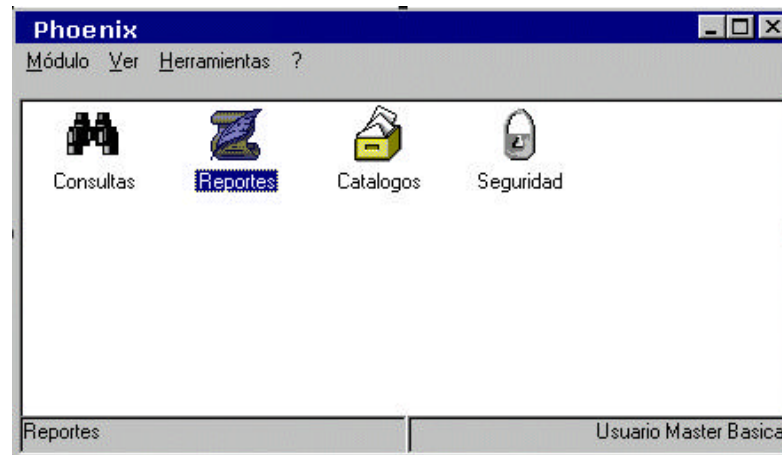 Phoenix
Módulo Ver Herramientas ?
Consultas Reportes Catalogos Seguridad
Reportes Usuario Master Basica